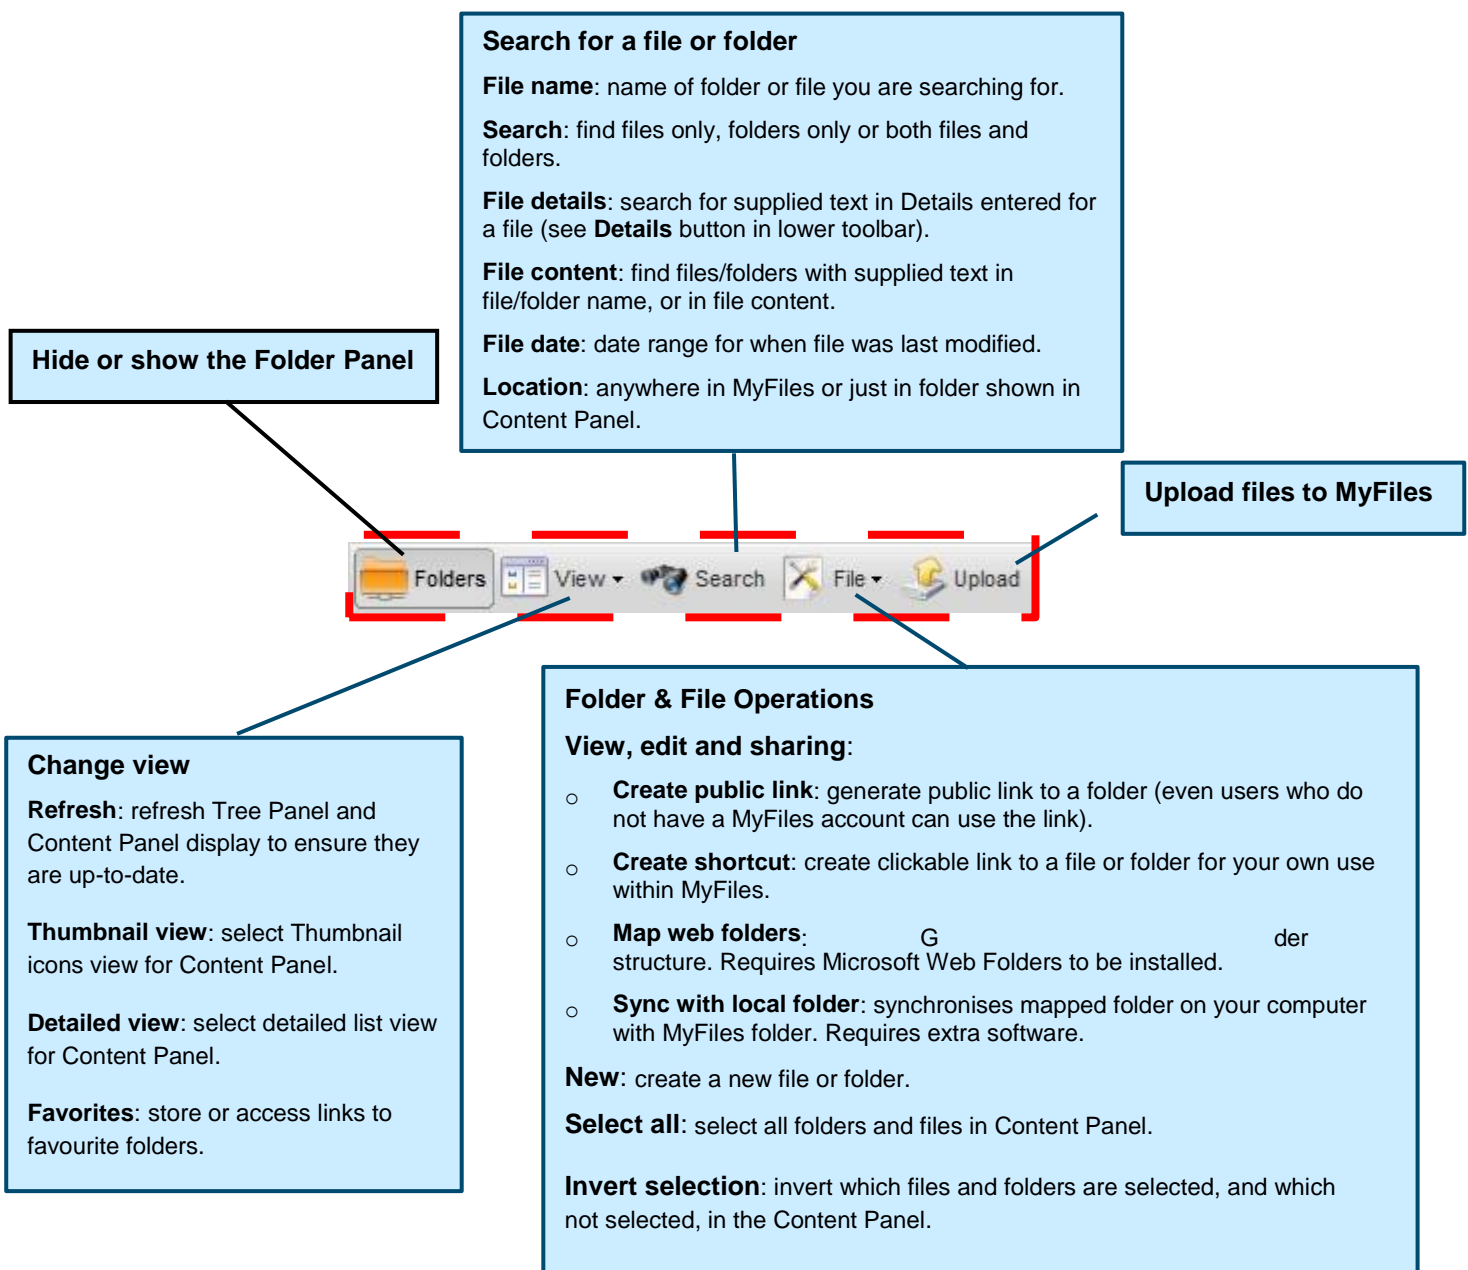 Search for a file or folder
File name: name of folder or file you are searching for.
Search: find files only, folders only or both files and
folders.
File details: search for supplied text in Details entered for
a file (see Details button in lower toolbar).
File content: find files/folders with supplied text in
file/folder name, or in file content.
File date: date range for when file was last modified.
Location: anywhere in MyFiles or just in folder shown in
Content Panel.
Hide or show the Folder Panel
Upload files to MyFiles
Folders View Search File Upload
Change view
Refresh: refresh Tree Panel and
Content Panel display to ensure they
are up-to-date.
Thumbnail view: select Thumbnail
icons view for Content Panel.
Detailed view: select detailed list view
for Content Panel.
Favorites: store or access links to
favourite folders.
Folder & File Operations
View, edit and sharing:
○ Create public link: generate public link to a folder (even users who do
not have a MyFiles account can use the link).
○ Create shortcut: create clickable link to a file or folder for your own use
within MyFiles.
○ Map web folders: G der
structure. Requires Microsoft Web Folders to be installed.
○ Sync with local folder: synchronises mapped folder on your computer
with MyFiles folder. Requires extra software.
New: create a new file or folder.
Select all: select all folders and files in Content Panel.
Invert selection: invert which files and folders are selected, and which
not selected, in the Content Panel.